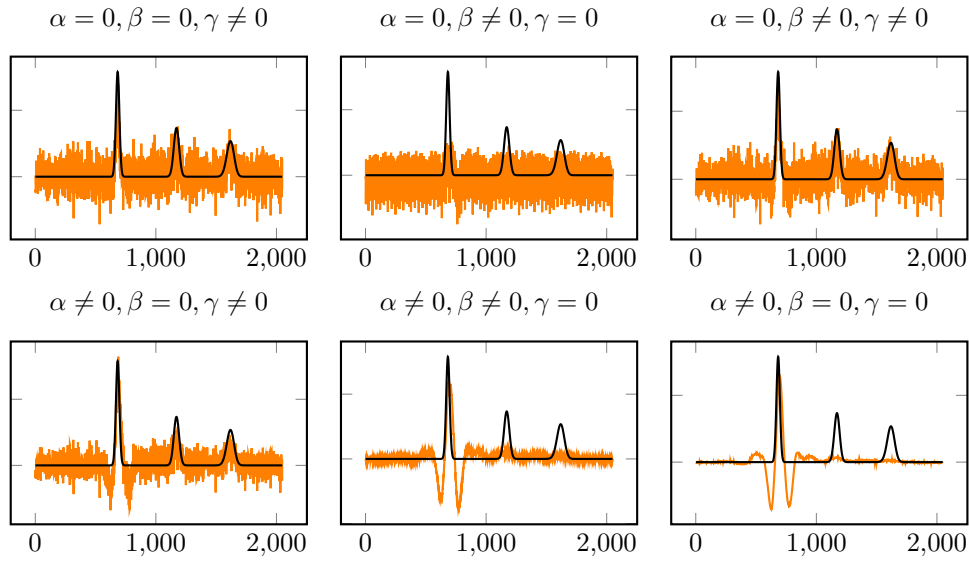 α = 0, β = 0, γ ≠ 0
α = 0, β ≠ 0, γ = 0
α = 0, β ≠ 0, γ ≠ 0
0 1,000 2,000
0 1,000 2,000
0 1,000 2,000
α ≠ 0, β = 0, γ ≠ 0
α ≠ 0, β ≠ 0, γ = 0
α ≠ 0, β = 0, γ = 0
0 1,000 2,000
0 1,000 2,000
0 1,000 2,000